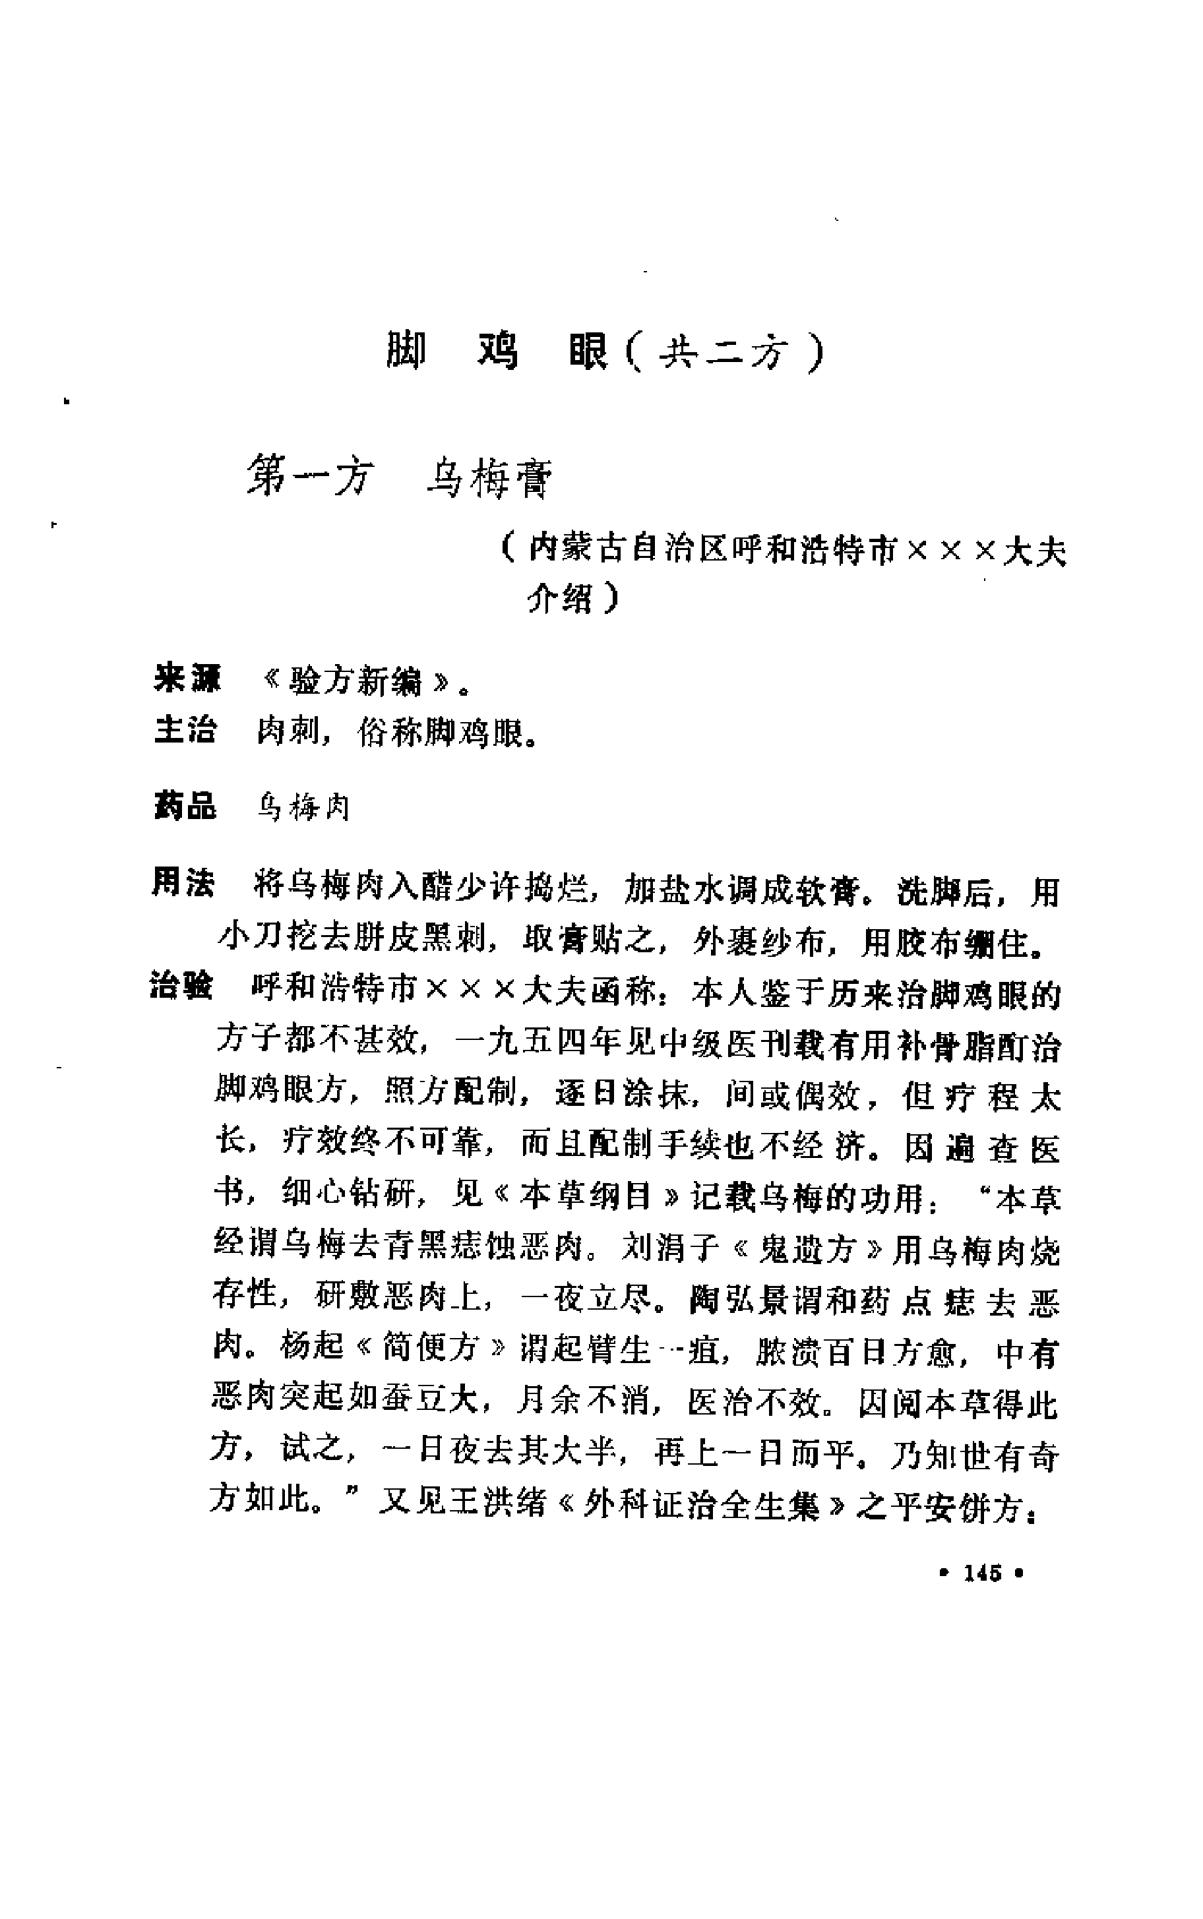 脚 鸡 眼（共二方）
第一方 乌梅膏
（内蒙古自治区呼和浩特市×××大夫
介绍）
来源 《验方新编》。
主治 肉刺，俗称脚鸡眼。
药品 乌梅肉
用法 将乌梅肉入醋少许捣烂，加盐水调成软膏。洗脚后，用
小刀挖去胼皮黑刺，取膏贴之，外裹纱布，用胶布绷住。
治验 呼和浩特市×××大夫函称：本人鉴于历来治脚鸡眼的
方子都不甚效，一九五四年见中级医刊载有用补骨脂酊治
脚鸡眼方，照方配制，逐日涂抹，间或偶效，但疗程太
长，疗效终不可靠，而且配制手续也不经济。因遍查医
书，细心钻研，见《本草纲目》记载乌梅的功用：“本草
经谓乌梅去青黑痣蚀恶肉。刘涓子《鬼遗方》用乌梅肉烧
存性，研敷恶肉上，一夜立尽。陶弘景谓和药点痣去恶
肉。杨起《简便方》谓起臂生一疽，脓溃百日方愈，中有
恶肉突起如蚕豆大，月余不消，医治不效。因阅本草得此
方，试之，一日夜去其大半，再上一日而平。乃知世有奇
方如此。”又见王洪绪《外科证治全生集》之平安饼方：
• 145 •